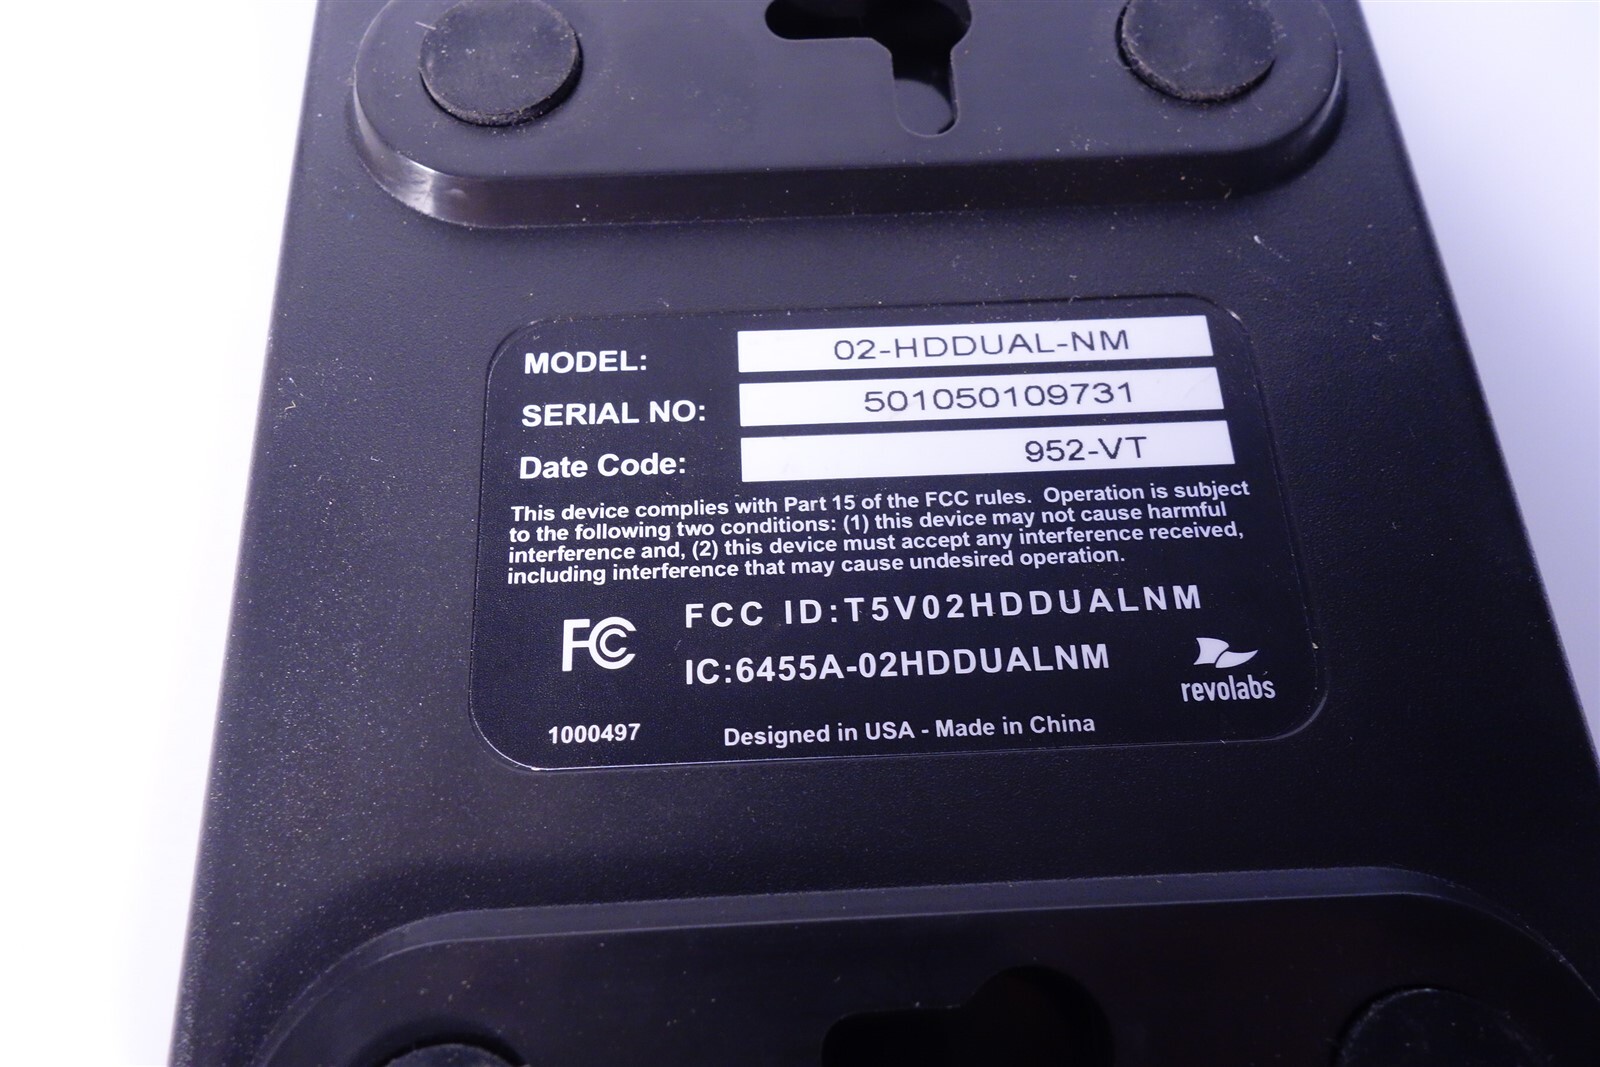 MODEL: 02-HDDUAL-NM
SERIAL NO: 501050109731
Date Code: 952-VT
This device complies with Part 15 of the FCC rules. Operation is subject
to the following two conditions: (1) this device may not cause harmful
interference and, (2) this device must accept any interference received,
including interference that may cause undesired operation.
FC FCC ID:T5V02HDDUALNM
IC:6455A-02HDDUALNM
revolabs
1000497 Designed in USA - Made in China